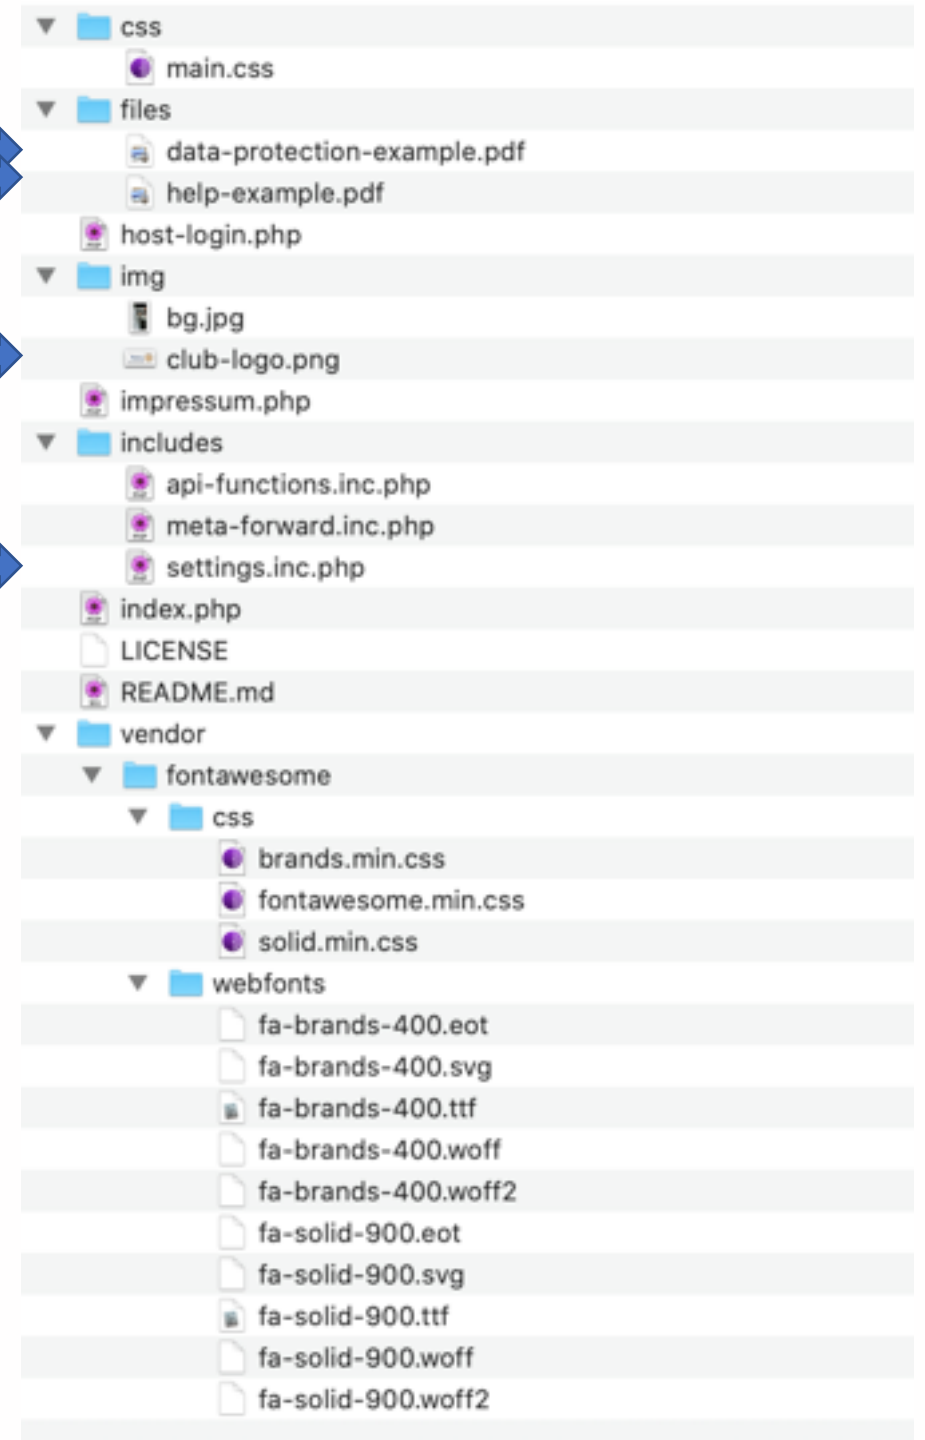 css
main.css
files
data-protection-example.pdf
help-example.pdf
host-login.php
img
bg.jpg
club-logo.png
impressum.php
includes
api-functions.inc.php
meta-forward.inc.php
settings.inc.php
index.php
LICENSE
README.md
vendor
fontawesome
css
brands.min.css
fontawesome.min.css
solid.min.css
webfonts
fa-brands-400.eot
fa-brands-400.svg
fa-brands-400.ttf
fa-brands-400.woff
fa-brands-400.woff2
fa-solid-900.eot
fa-solid-900.svg
fa-solid-900.ttf
fa-solid-900.woff
fa-solid-900.woff2